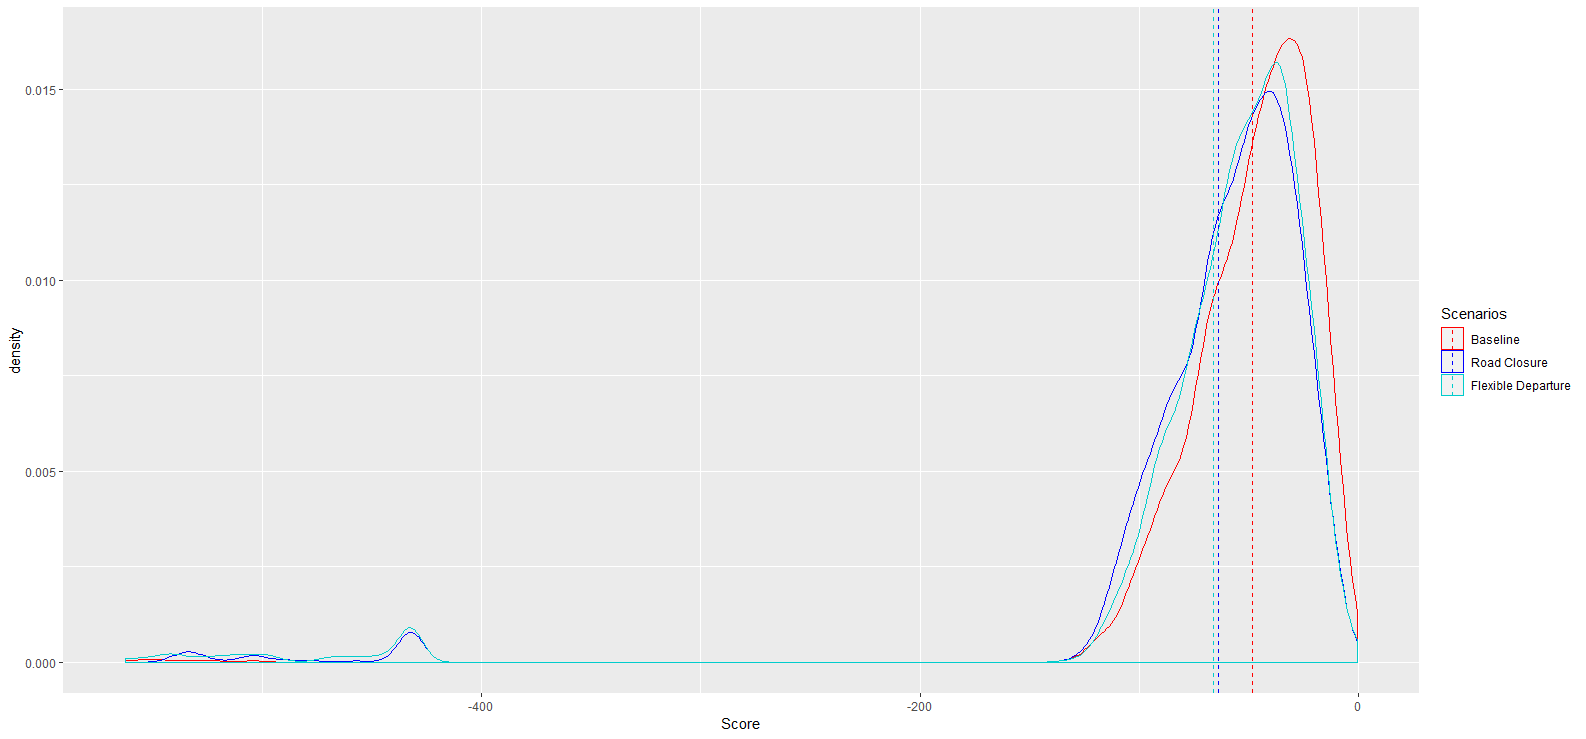 0.015
0.010
0.005
0.000
density
-400
-200
0
Score
Scenarios
Baseline
Road Closure
Flexible Departure